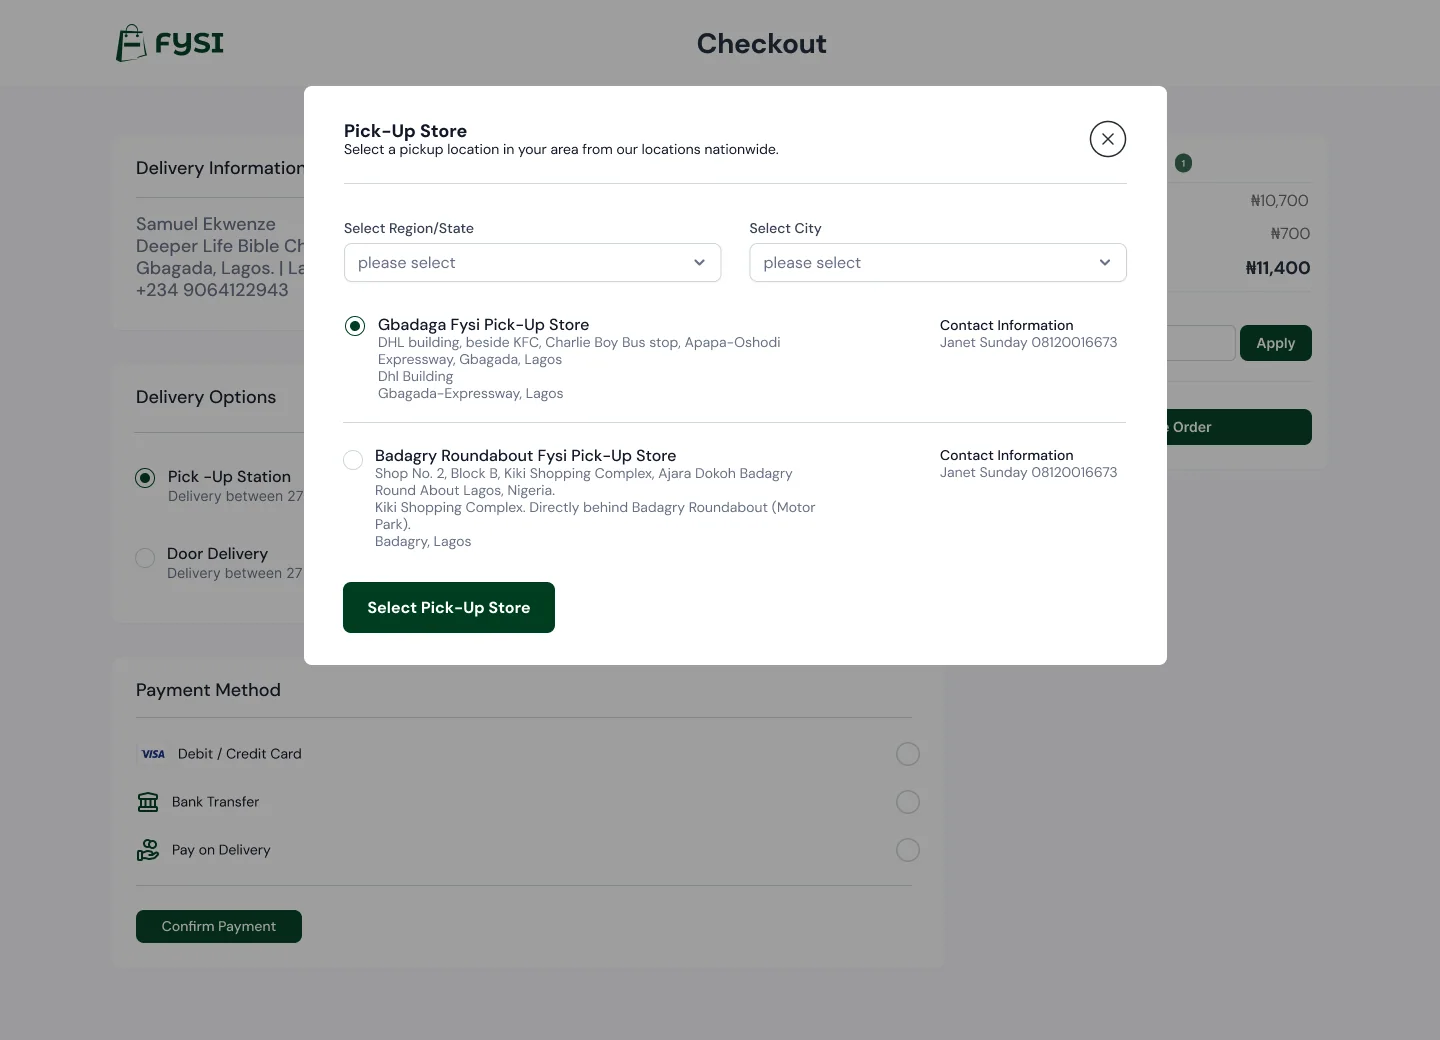 FYSI
Checkout
Pick-Up Store
Select a pickup location in your area from our locations nationwide.
Select Region/State
please select
Select City
please select
Gbadaga Fysi Pick-Up Store
DHL building, beside KFC, Charlie Boy Bus stop, Apapa-Oshodi
Expressway, Gbagada, Lagos
Dhl Building
Gbagada-Expressway, Lagos
Contact Information
Janet Sunday 08120016673
Badagry Roundabout Fysi Pick-Up Store
Shop No. 2, Block B, Kiki Shopping Complex, Ajara Dokoh Badagry
Round About Lagos, Nigeria.
Kiki Shopping Complex. Directly behind Badagry Roundabout (Motor
Park).
Badagry, Lagos
Contact Information
Janet Sunday 08120016673
Select Pick-Up Store
Delivery Information
Samuel Ekwenze
Deeper Life Bible
Gbagada, Lagos. |
+234 9064122943
Delivery Options
Pick -Up Station
Delivery between 27
Door Delivery
Delivery between 27
Payment Method
VISA
Debit / Credit Card
Bank Transfer
Pay on Delivery
Confirm Payment
1
₦10,700
₦700
₦11,400
Apply
Order